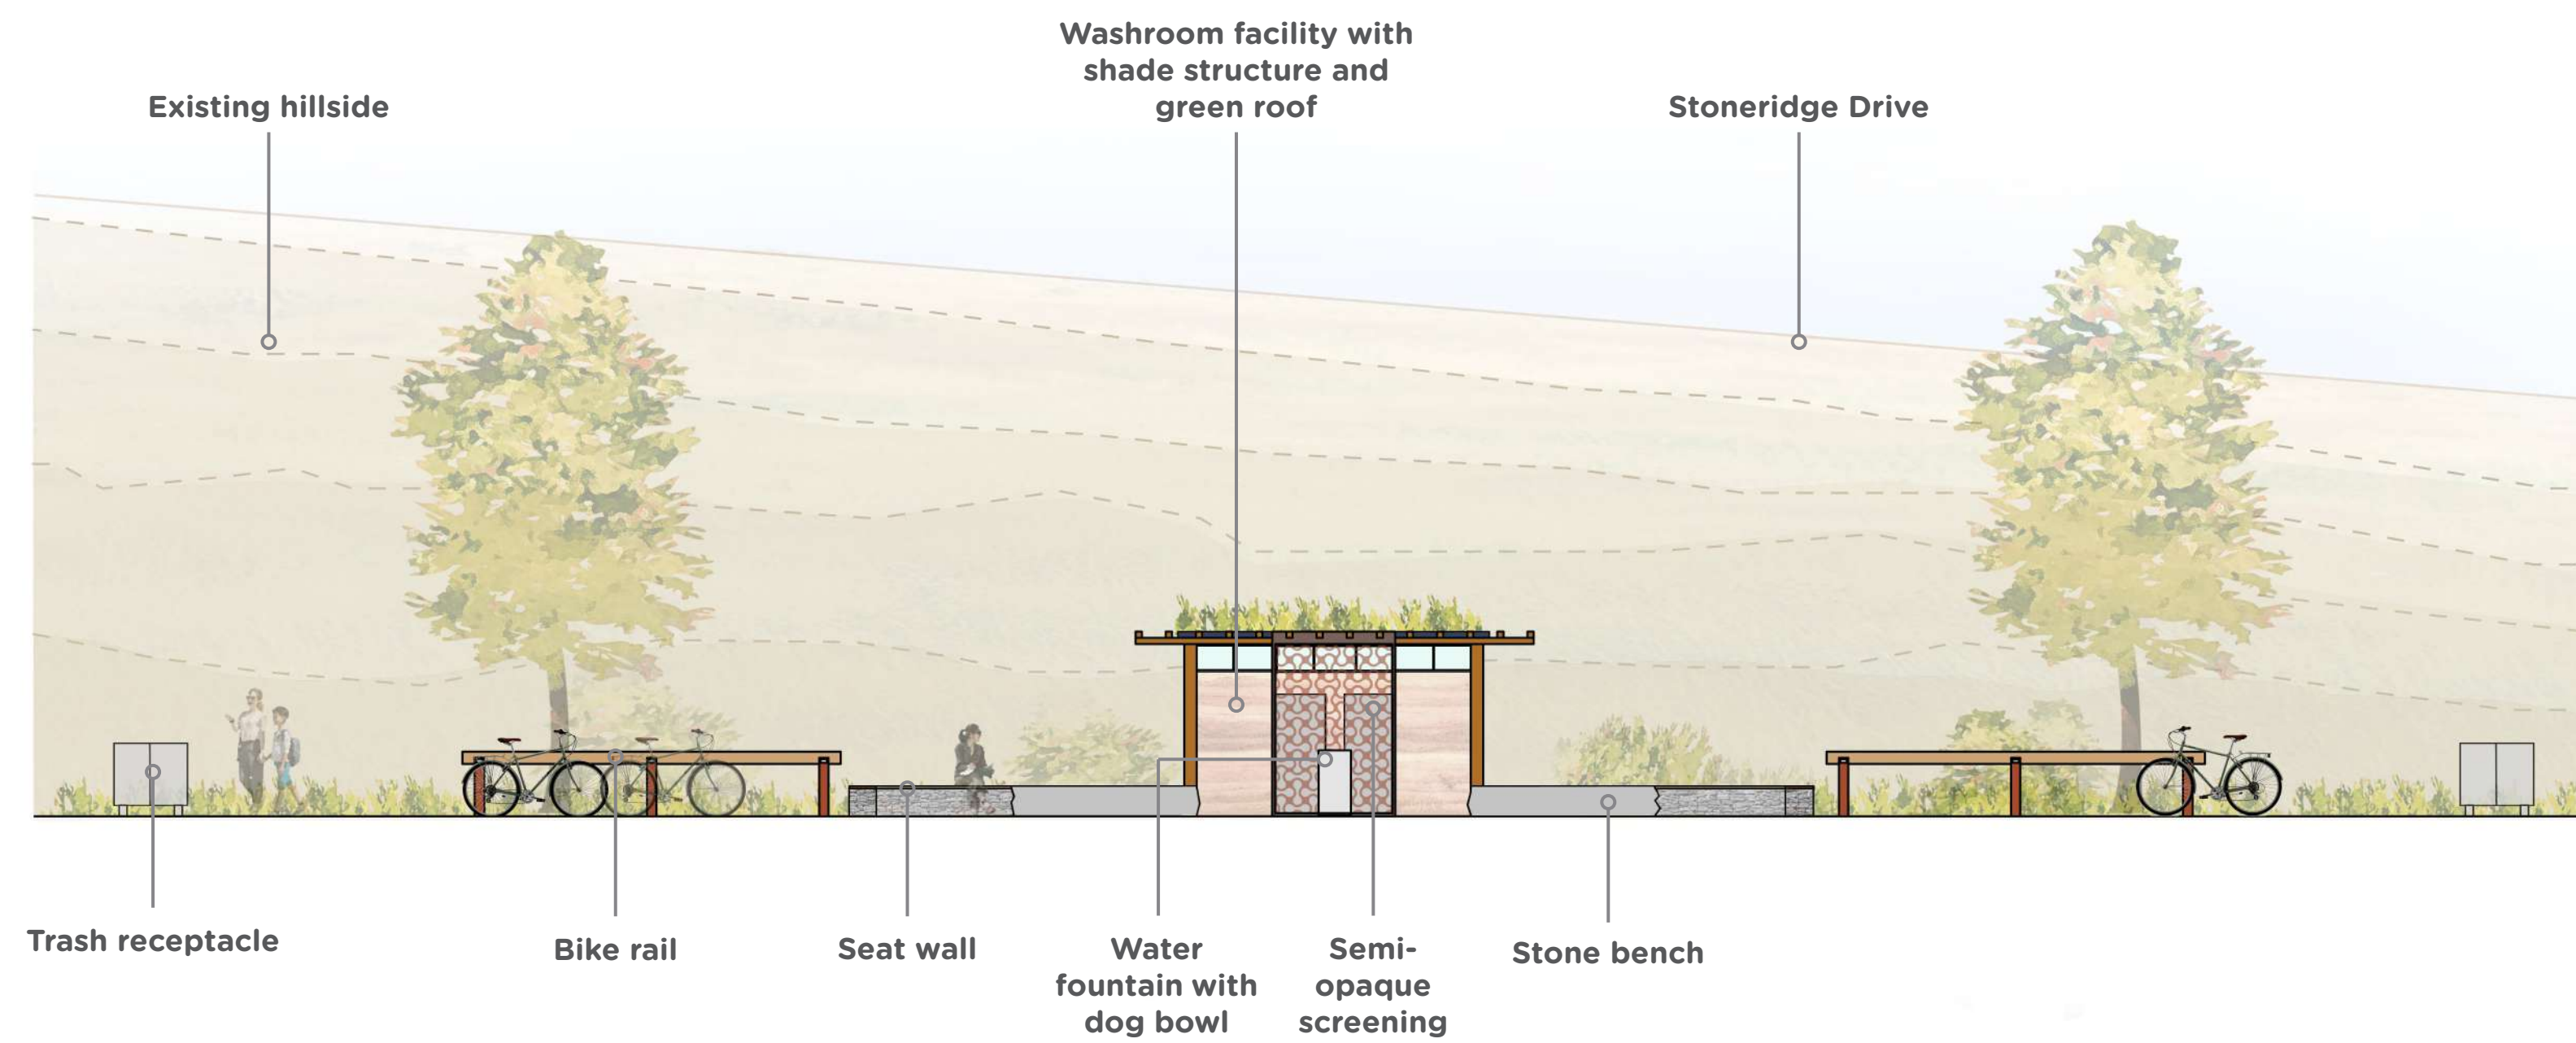 Washroom facility with
shade structure and
green roof
Existing hillside
Stoneridge Drive
Trash receptacle
Bike rail
Seat wall
Water
fountain with
dog bowl
Semi-
opaque
screening
Stone bench